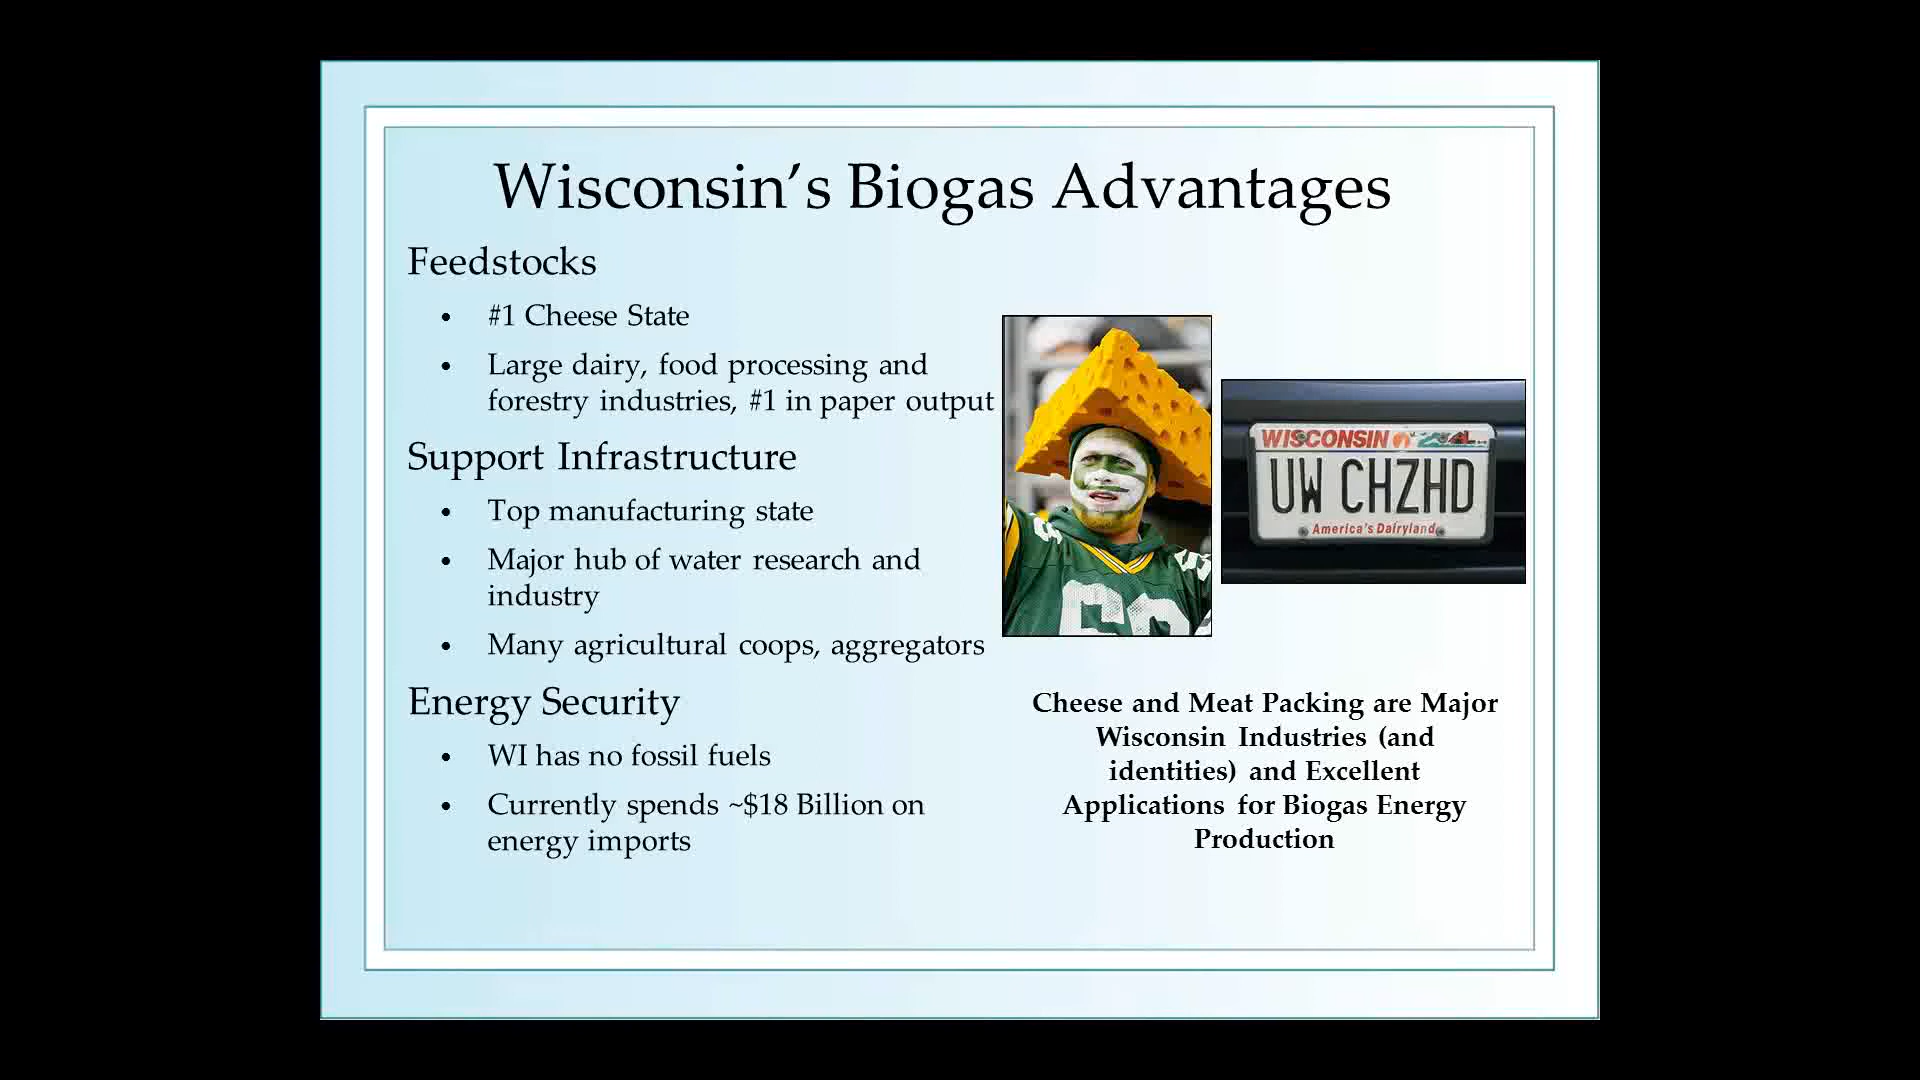 Wisconsin’s Biogas Advantages
Feedstocks
• #1 Cheese State
• Large dairy, food processing and
forestry industries, #1 in paper output
Support Infrastructure
• Top manufacturing state
• Major hub of water research and
industry
• Many agricultural coops, aggregators
Energy Security
• WI has no fossil fuels
• Currently spends ~$18 Billion on
energy imports
WISCONSIN
UW CHZHD
America's Dairyland
Cheese and Meat Packing are Major
Wisconsin Industries (and
identities) and Excellent
Applications for Biogas Energy
Production